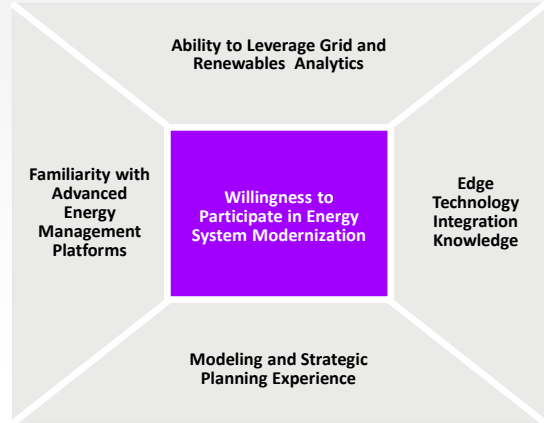 Ability to Leverage Grid and
Renewables Analytics
Familiarity with
Advanced
Energy
Management
Platforms
Willingness to
Participate in Energy
System Modernization
Edge
Technology
Integration
Knowledge
Modeling and Strategic
Planning Experience